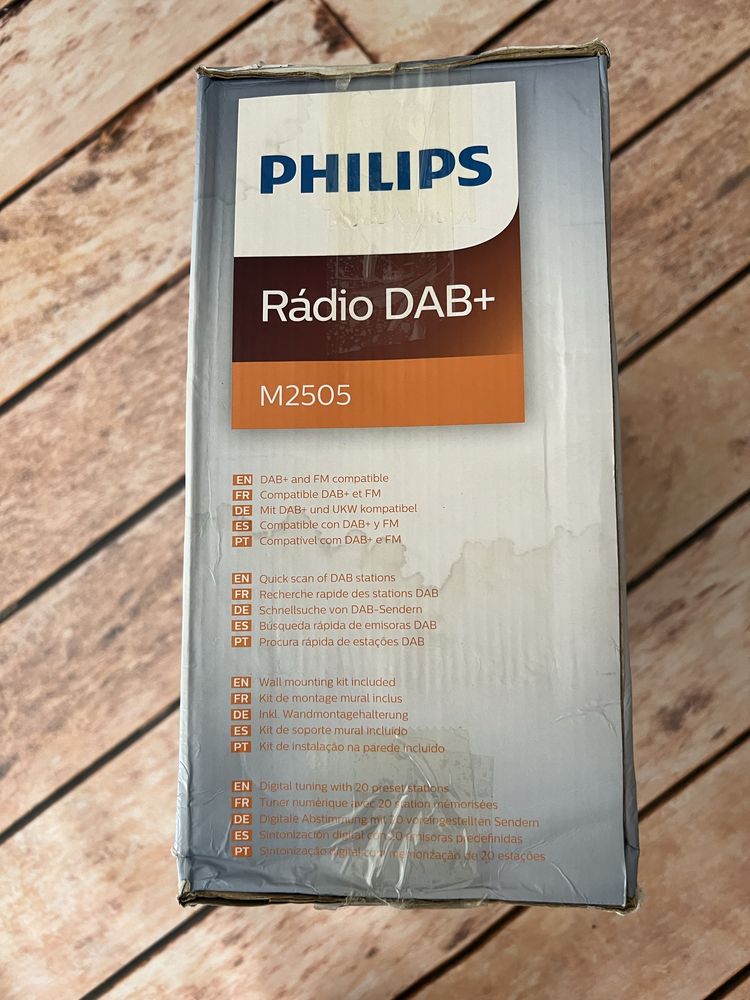 PHILIPS
Rádio DAB+
M2505
EN DAB+ and FM compatible
FR Compatible DAB+ et FM
DE Mit DAB+ und UKW kompatibel
ES Compatible con DAB+ y FM
PT Compatível com DAB+ e FM
EN Quick scan of DAB stations
FR Recherche rapide des stations DAB
DE Schnellsuche von DAB-Sendern
ES Búsqueda rápida de emisoras DAB
PT Procura rápida de estações DAB
EN Wall mounting kit included
FR Kit de montage mural inclus
DE Inkl. Wandmontagehalterung
ES Kit de soporte mural incluido
PT Kit de instalação na parede incluido
EN Digital tuning with 20 preset stations
FR Tuner numérique avec 20 station mémorisées
DE Digitale Abstimmung mit 20 voreingestellten Sendern
ES Sintonización digital con 20 emisoras predefinidas
PT Sintonização digital com memorização de 20 estações